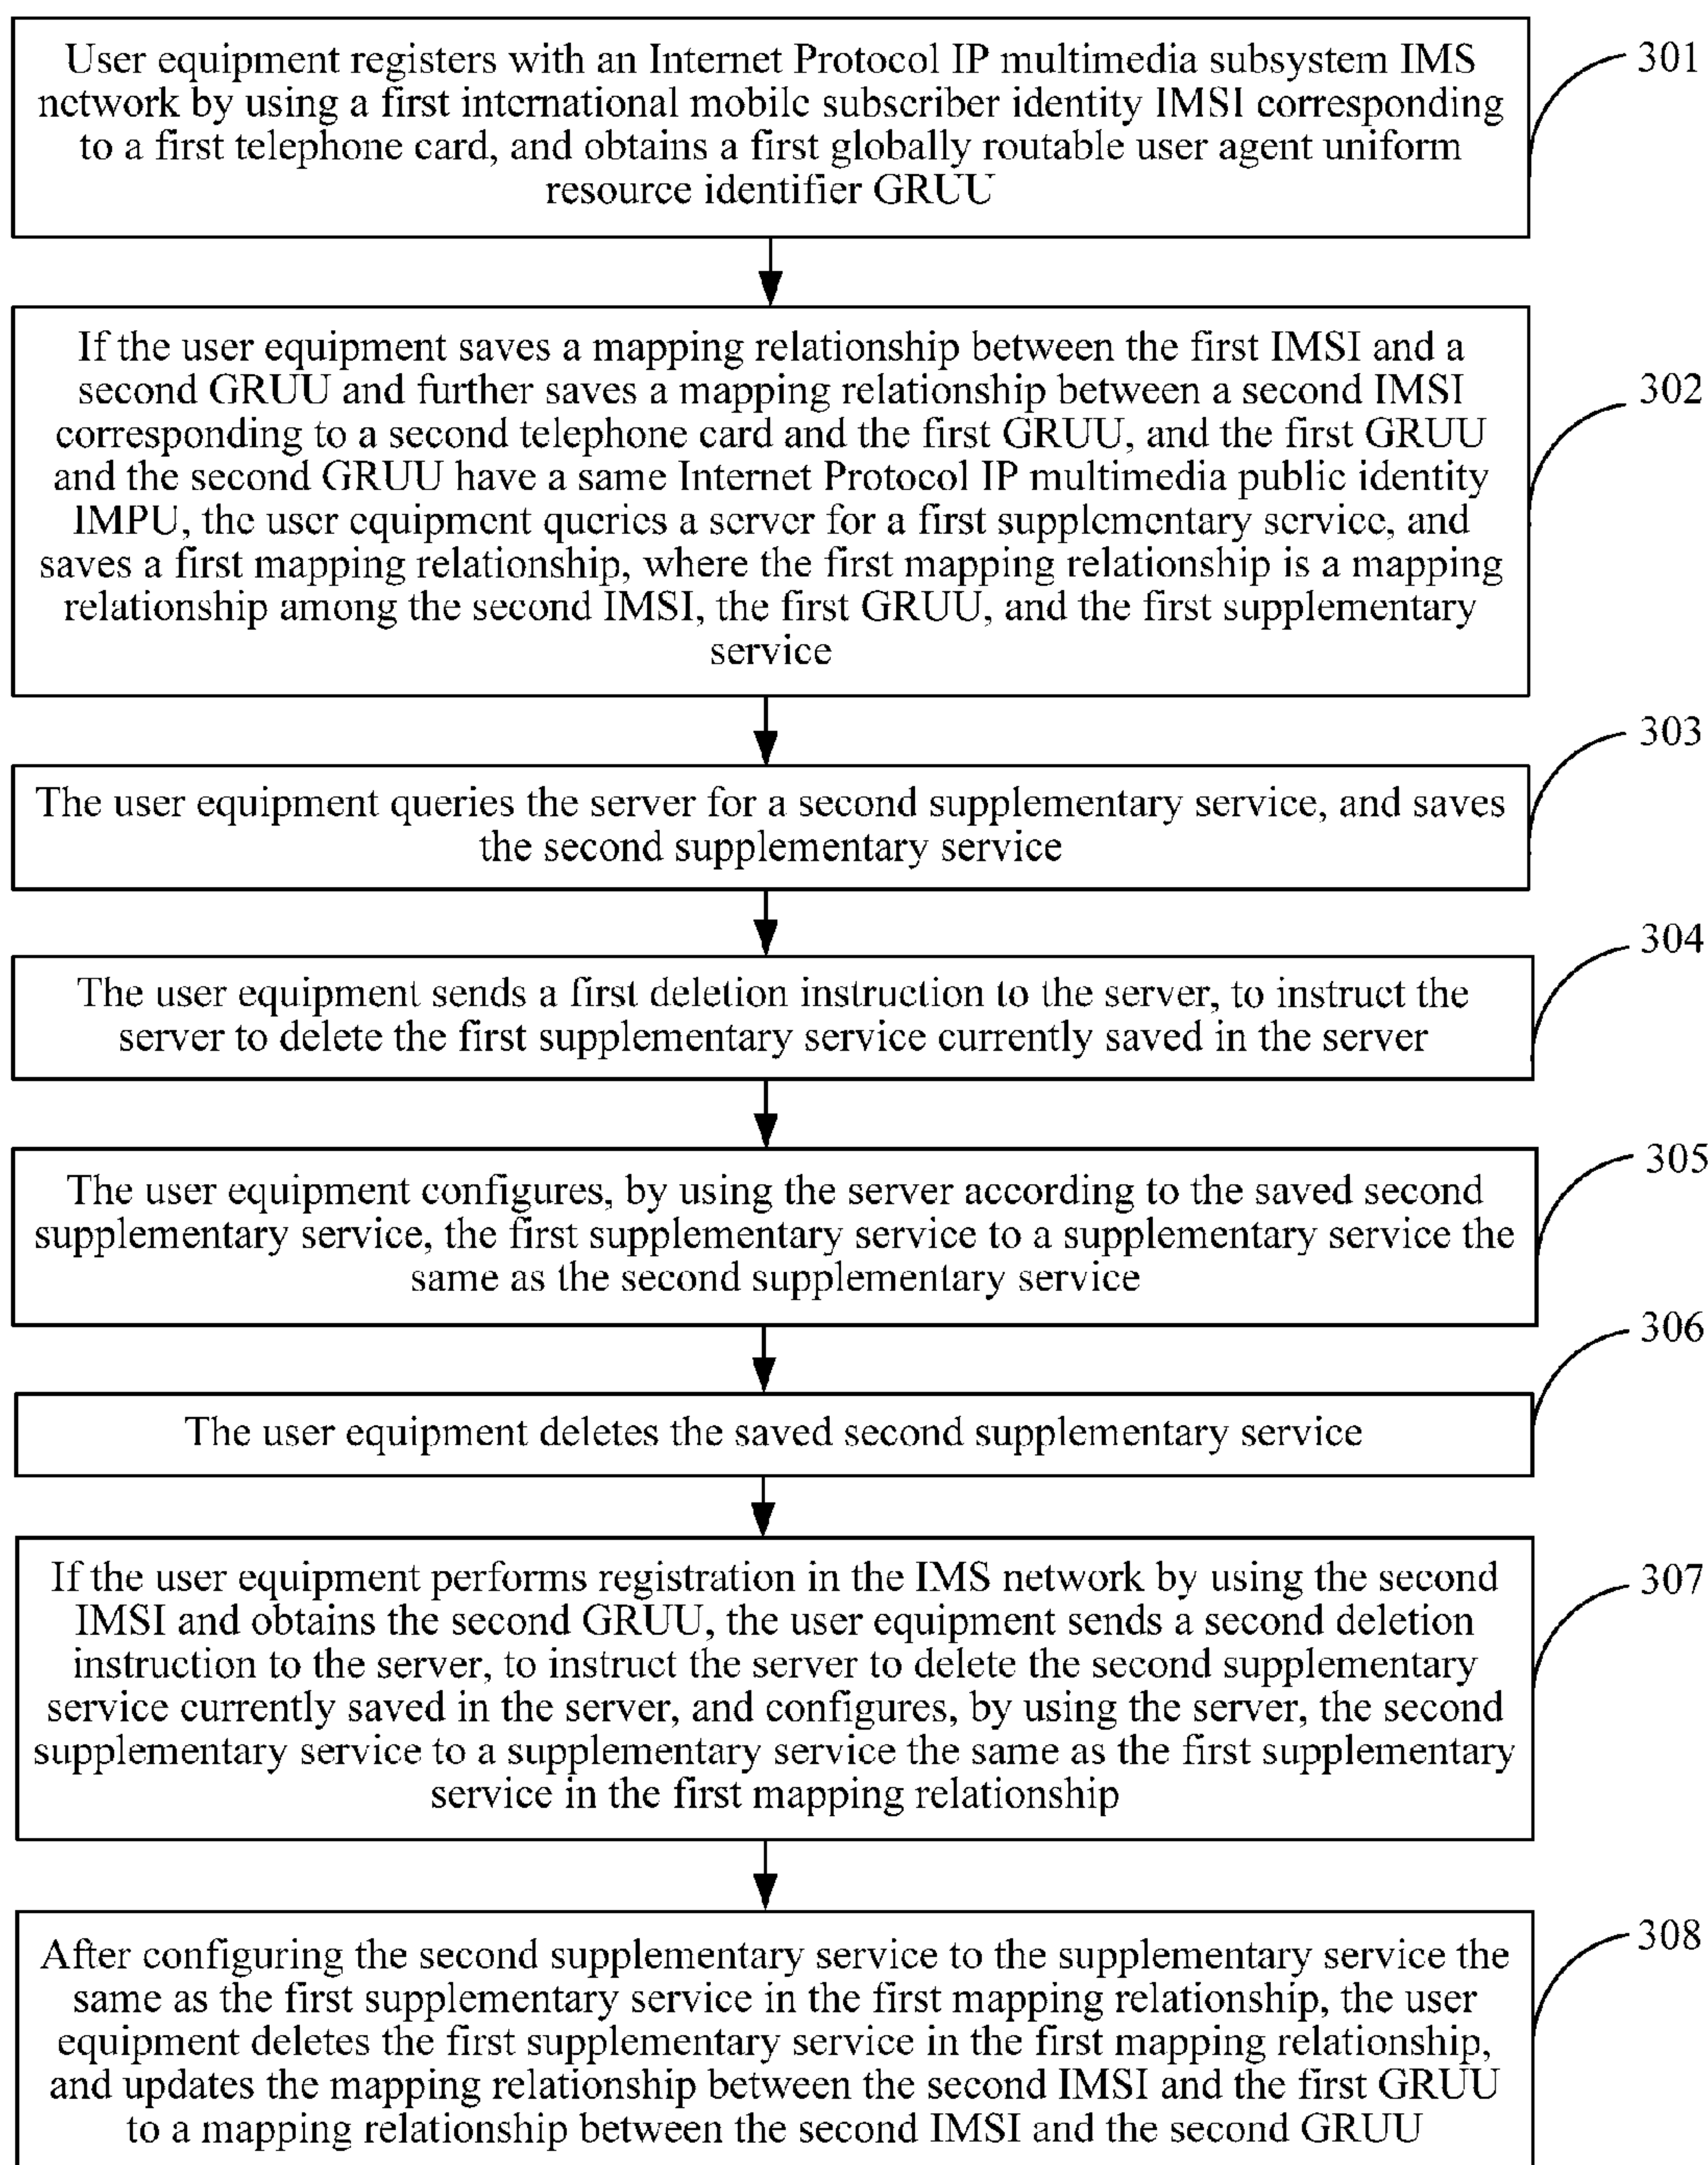 User equipment registers with an Internet Protocol IP multimedia subsystem IMS
network by using a first international mobile subscriber identity IMSI corresponding
to a first telephone card, and obtains a first globally routable user agent uniform
resource identifier GRUU
301
If the user equipment saves a mapping relationship between the first IMSI and a
second GRUU and further saves a mapping relationship between a second IMSI
corresponding to a second telephone card and the first GRUU, and the first GRUU
and the second GRUU have a same Internet Protocol IP multimedia public identity
IMPU, the user equipment queries a server for a first supplementary service, and
saves a first mapping relationship, where the first mapping relationship is a mapping
relationship among the second IMSI, the first GRUU, and the first supplementary
service
302
The user equipment queries the server for a second supplementary service, and saves
the second supplementary service
303
The user equipment sends a first deletion instruction to the server, to instruct the
server to delete the first supplementary service currently saved in the server
304
The user equipment configures, by using the server according to the saved second
supplementary service, the first supplementary service to a supplementary service the
same as the second supplementary service
305
The user equipment deletes the saved second supplementary service
306
If the user equipment performs registration in the IMS network by using the second
IMSI and obtains the second GRUU, the user equipment sends a second deletion
instruction to the server, to instruct the server to delete the second supplementary
service currently saved in the server, and configures, by using the server, the second
supplementary service to a supplementary service the same as the first supplementary
service in the first mapping relationship
307
After configuring the second supplementary service to the supplementary service the
same as the first supplementary service in the first mapping relationship, the user
equipment deletes the first supplementary service in the first mapping relationship,
and updates the mapping relationship between the second IMSI and the first GRUU
to a mapping relationship between the second IMSI and the second GRUU
308